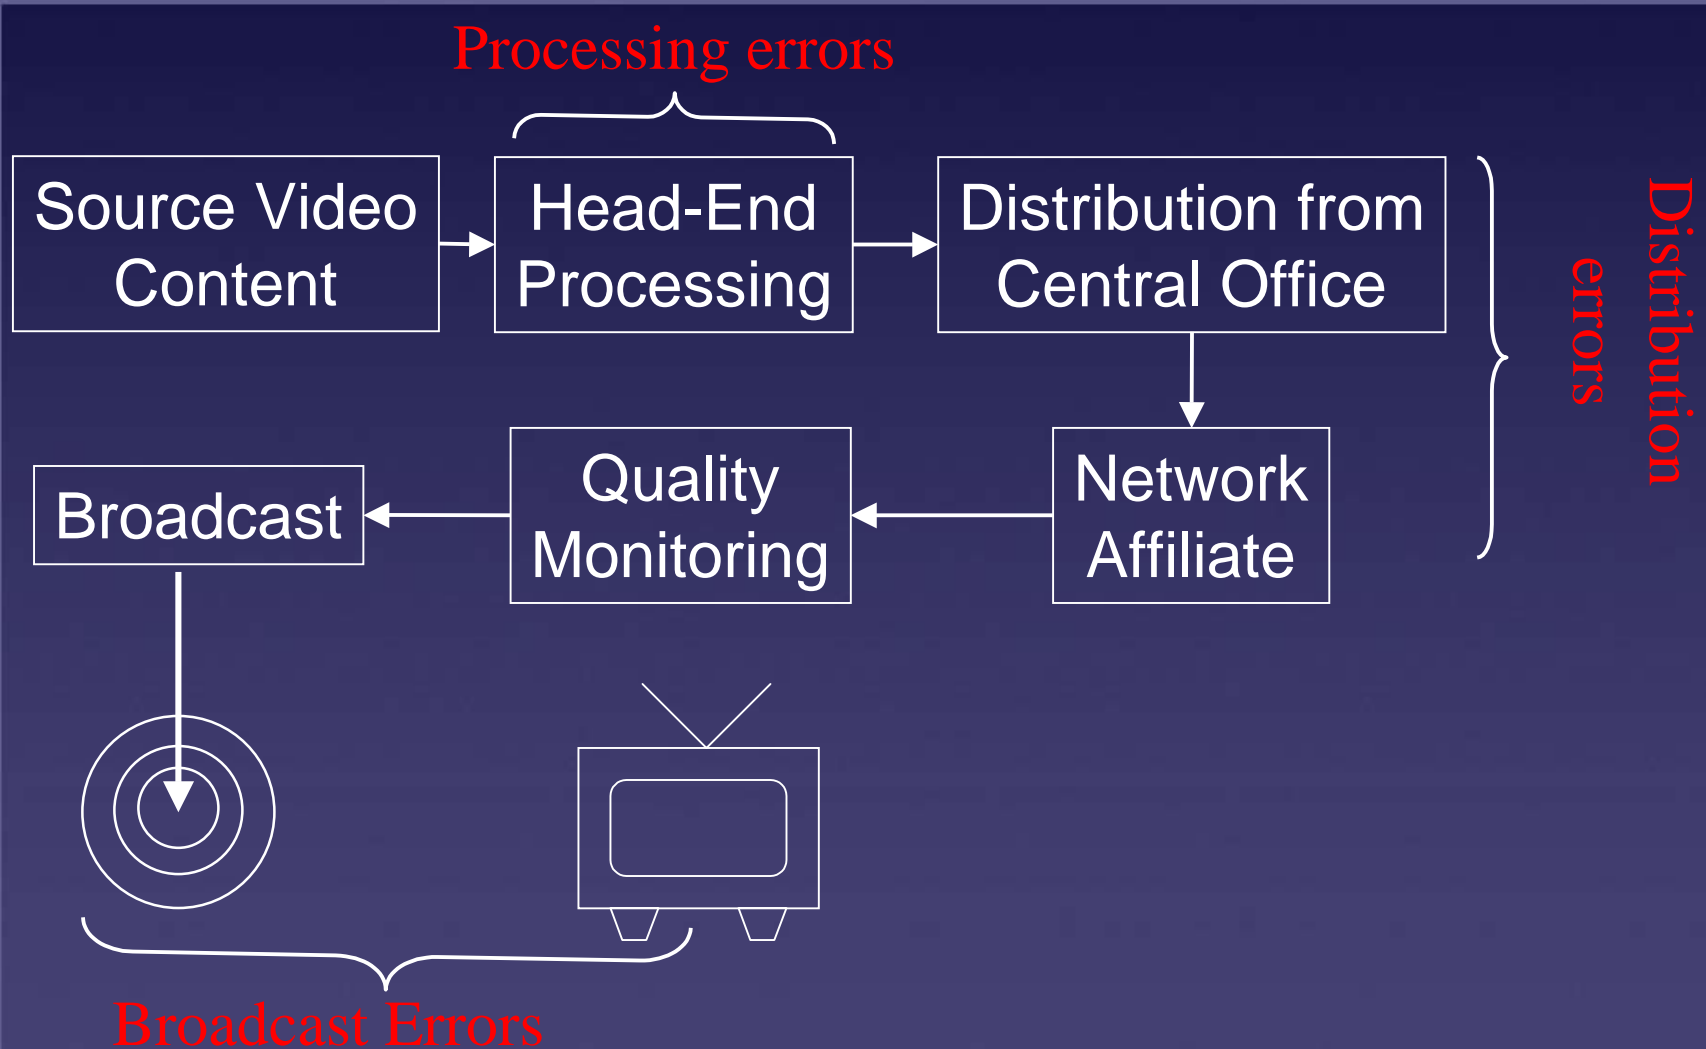 Processing errors
Source Video
Content
Head-End
Processing
Distribution from
Central Office
Distribution
errors
Network
Affiliate
Quality
Monitoring
Broadcast
Broadcast Errors